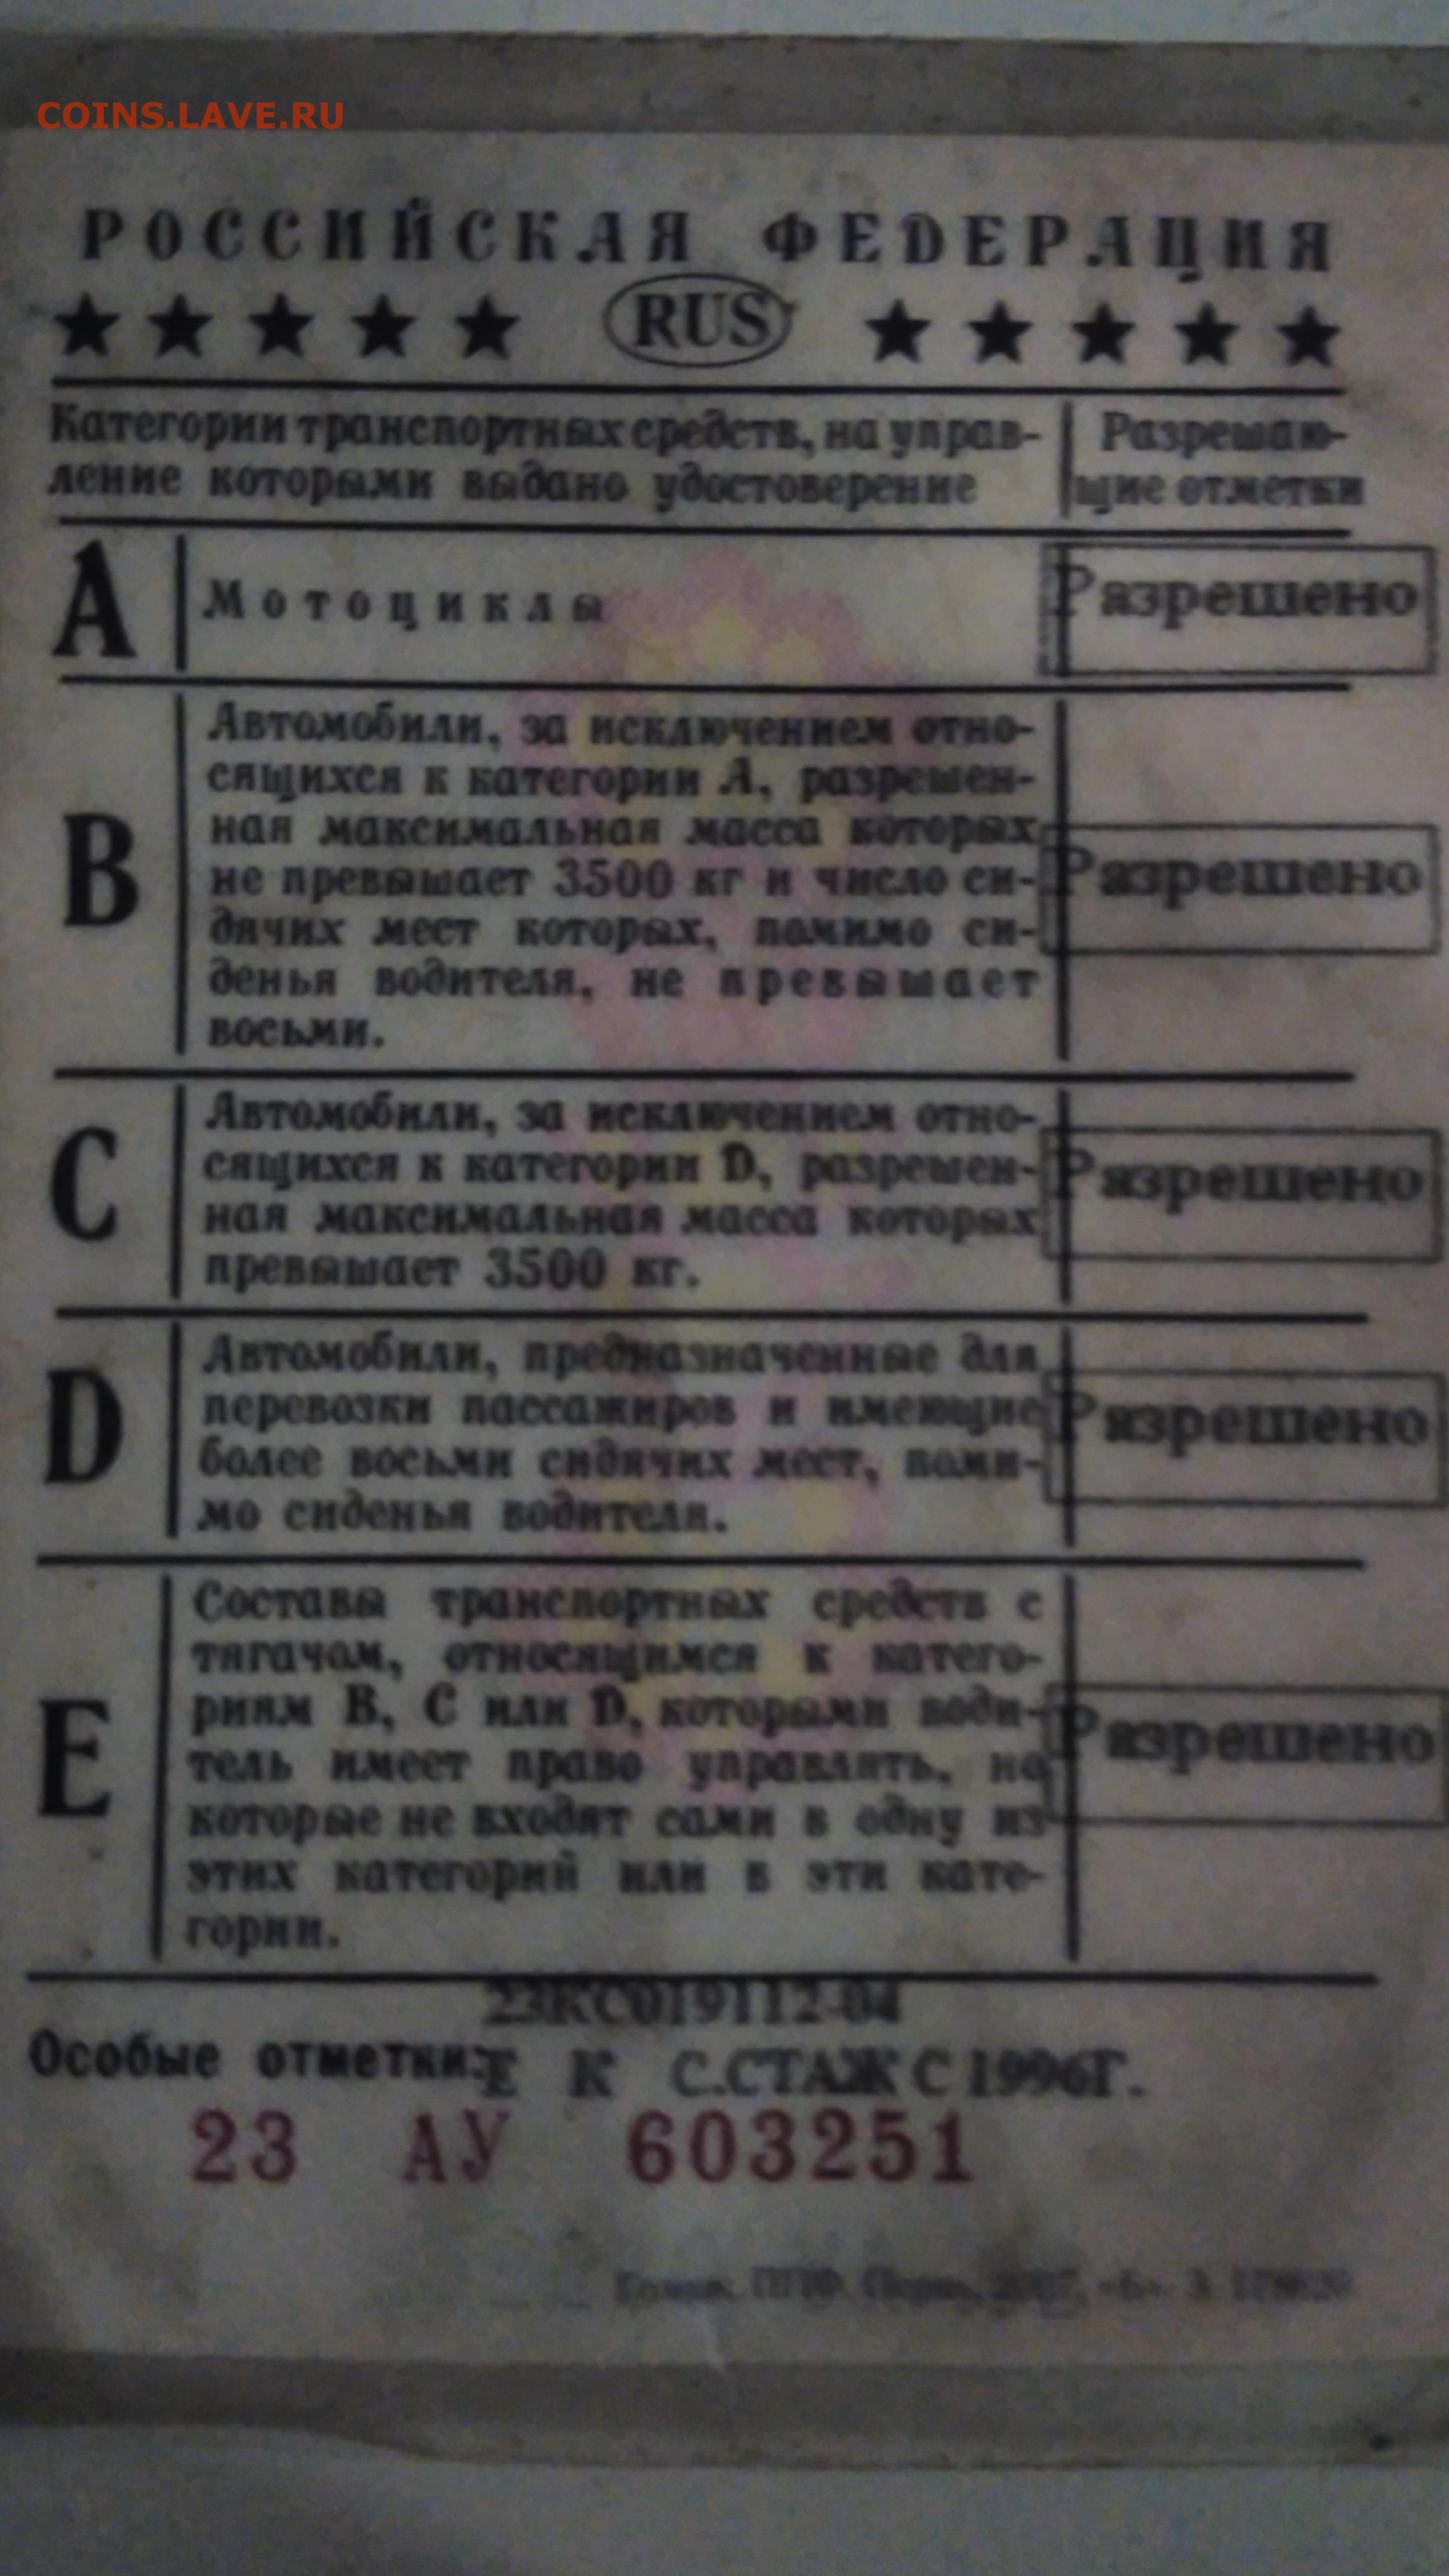 COINS.LAVE.RU
РОССИЙСКАЯ ФЕДЕРАЦИЯ
★★★★★ RUS ★★★★★
Категории транспортных средств, на управ-
ление которыми выдано удостоверение
Разрешаю-
щие отметки
A
Мотоциклы
Разрешено
B
Автомобили, за исключением отно-
сящихся к категории А, разрешен-
ная максимальная масса которых
не превышает 3500 кг и число си-
дячих мест которых, помимо си-
денья водителя, не превышает
восьми.
Разрешено
C
Автомобили, за исключением отно-
сящихся к категории D, разрешен-
ная максимальная масса которых
превышает 3500 кг.
Разрешено
D
Автомобили, предназначенные для
перевозки пассажиров и имеющие
более восьми сидячих мест, поми-
мо сиденья водителя.
Разрешено
E
Составы транспортных средств с
тягачом, относящимся к катего-
риям В, С или D, которыми води-
тель имеет право управлять, но
которые не входят сами в одну из
этих категорий или в эти кате-
гории.
Разрешено
23КС019112-04
Особые отметки: Е К С.СТАЖ С 1996Г.
23 АУ 603251